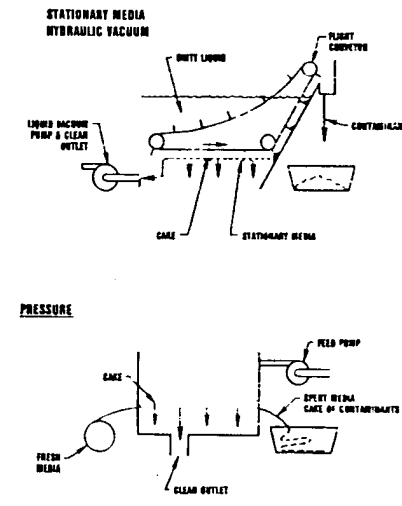 STATIONARY MEDIA
HYDRAULIC VACUUM
FLIGHT
CONVEYOR
DIRTY LIQUID
LIQUID VACUUM
PUMP & CLEAN
OUTLET
CONTAMINANT
CAKE
STATIONARY MEDIA
PRESSURE
FEED PUMP
CAKE
SPENT MEDIA
CAKE OF CONTAMINANTS
FRESH
MEDIA
CLEAN OUTLET